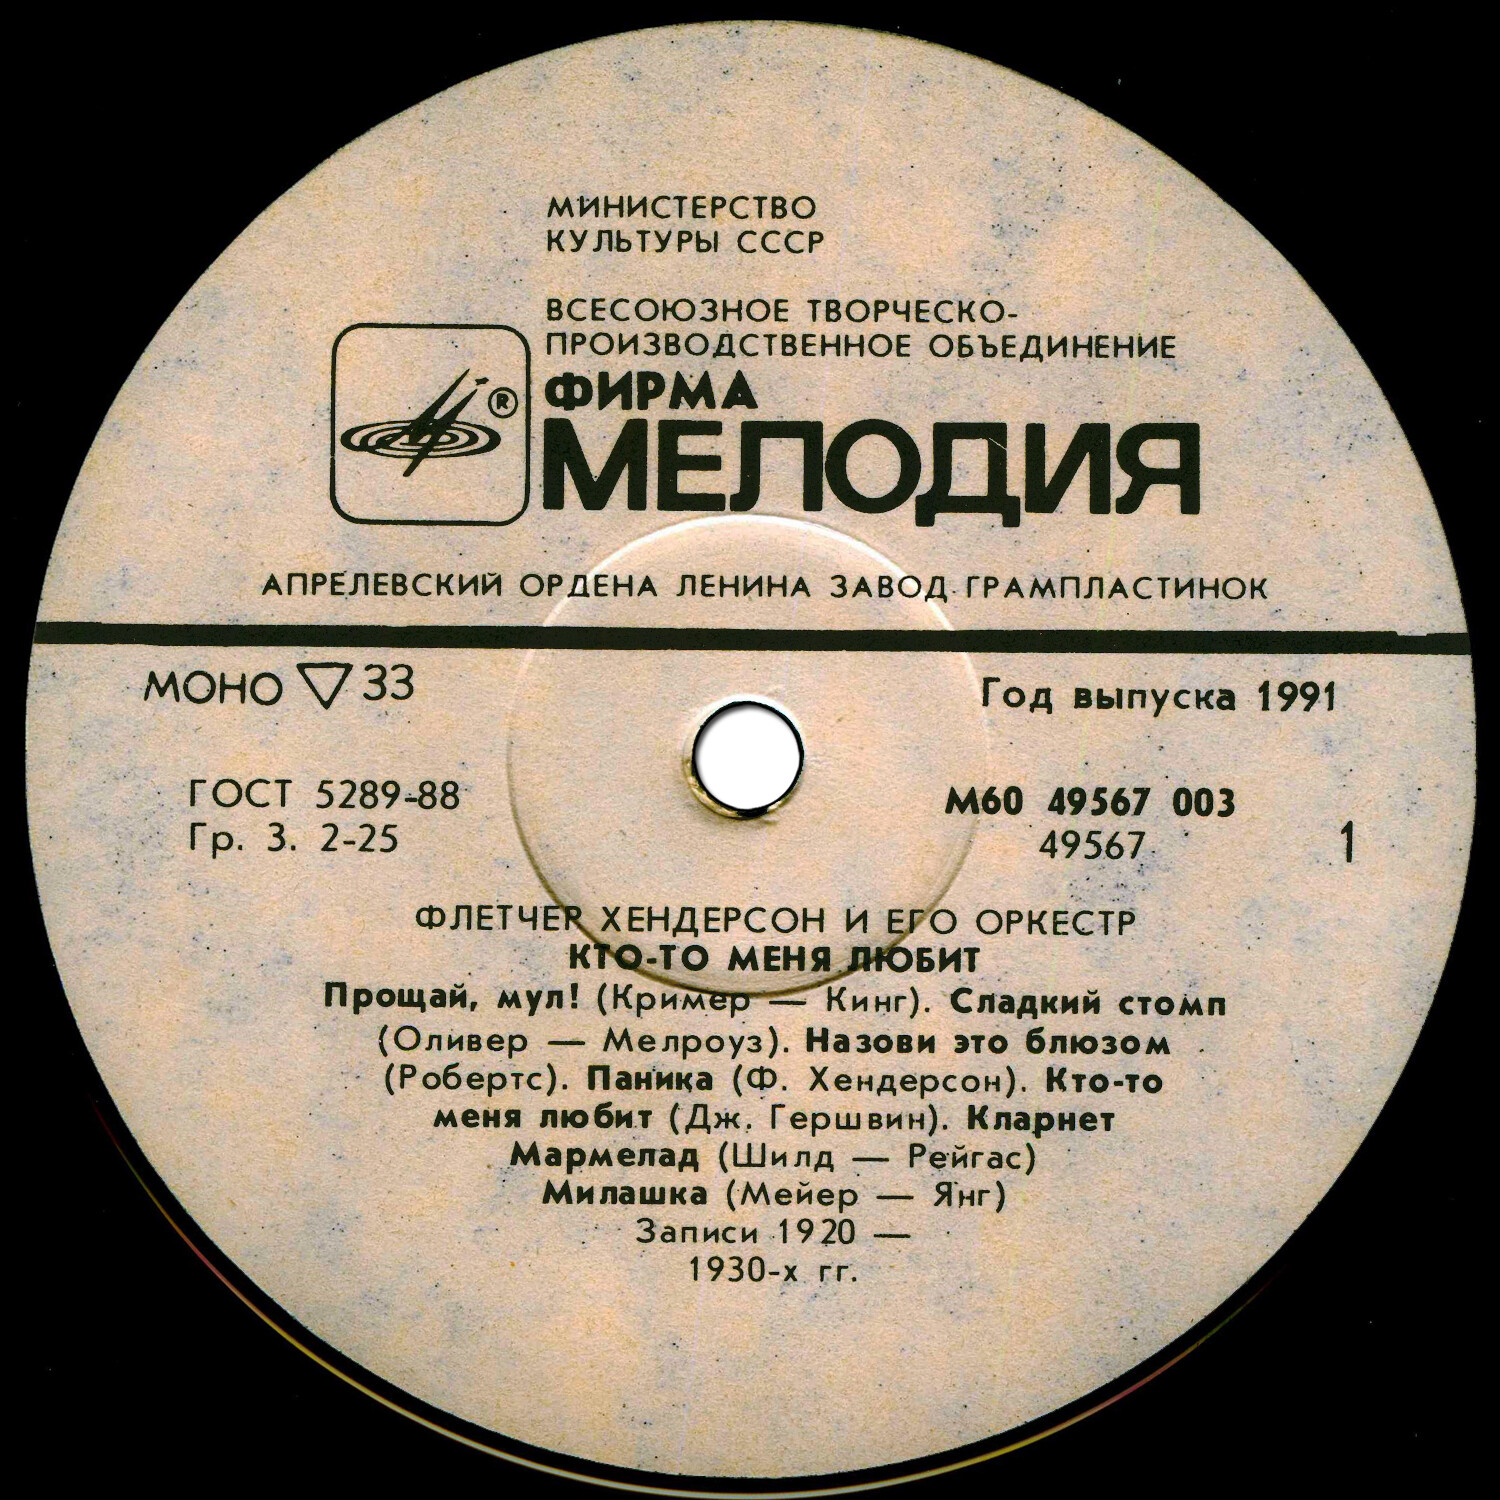 МИНИСТЕРСТВО
КУЛЬТУРЫ СССР
ВСЕСОЮЗНОЕ ТВОРЧЕСКО-
ПРОИЗВОДСТВЕННОЕ ОБЪЕДИНЕНИЕ
ФИРМА
®
МЕЛОДИЯ
АПРЕЛЕВСКИЙ ОРДЕНА ЛЕНИНА ЗАВОД ГРАМПЛАСТИНОК
МОНО ▽ 33
Год выпуска 1991
ГОСТ 5289-88
Гр. 3. 2-25
М60 49567 003
49567
1
ФЛЕТЧЕР ХЕНДЕРСОН И ЕГО ОРКЕСТР
КТО-ТО МЕНЯ ЛЮБИТ
Прощай, мул! (Кример — Кинг). Сладкий стомп
(Оливер — Мелроуз). Назови это блюзом
(Робертс). Паника (Ф. Хендерсон). Кто-то
меня любит (Дж. Гершвин). Кларнет
Мармелад (Шилд — Рейгас)
Милашка (Мейер — Янг)
Записи 1920 —
1930-х гг.